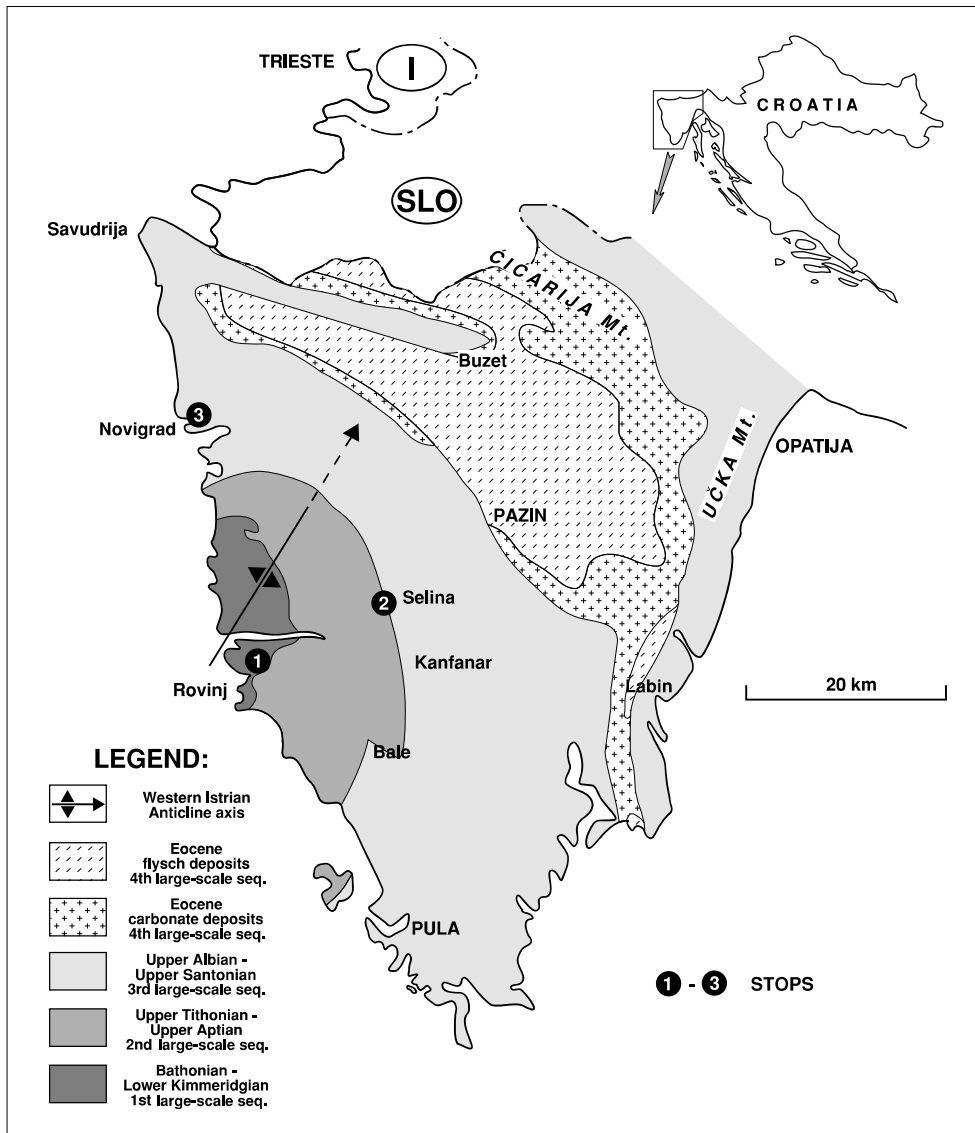 TRIESTE
I
CROATIA
SLO
Savudrija
ĆIĆARIJA Mt
Buzet
3
Novigrad
UČKA Mt.
OPATIJA
PAZIN
2
Selina
1
Kanfanar
Rovinj
Labin
20 km
Bale
PULA
LEGEND:
Western Istrian
Anticline axis
Eocene
flysch deposits
4th large-scale seq.
Eocene
carbonate deposits
4th large-scale seq.
Upper Albian -
Upper Santonian
3rd large-scale seq.
Upper Tithonian -
Upper Aptian
2nd large-scale seq.
Bathonian -
Lower Kimmeridgian
1st large-scale seq.
1 - 3 STOPS